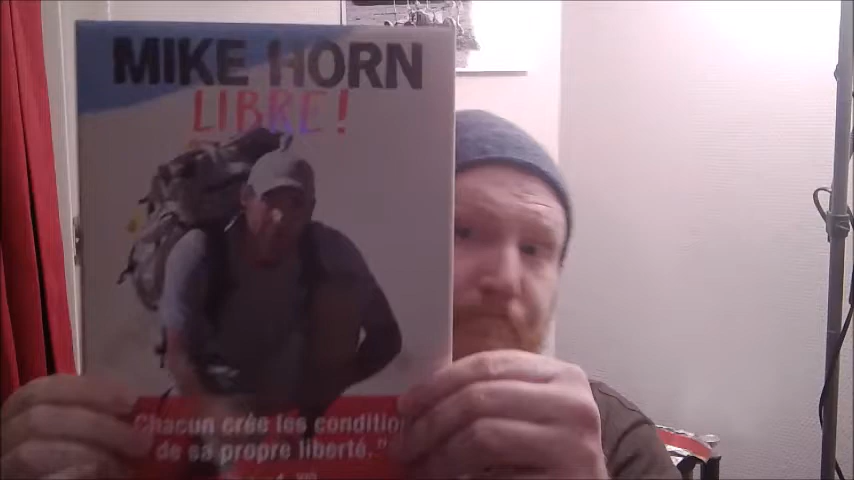 MIKE HORN
LIBRE!
"Chacun crée les conditions
de sa propre liberté."